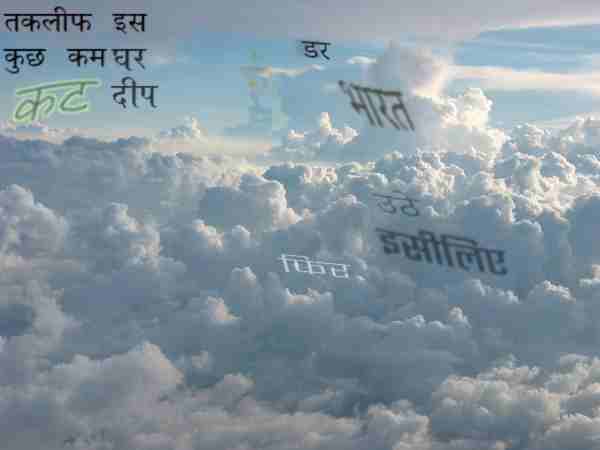 तकलीफ इस
कुछ कम घर
कट दीप
डर
भारत
उठे
इसीलिए
फिर